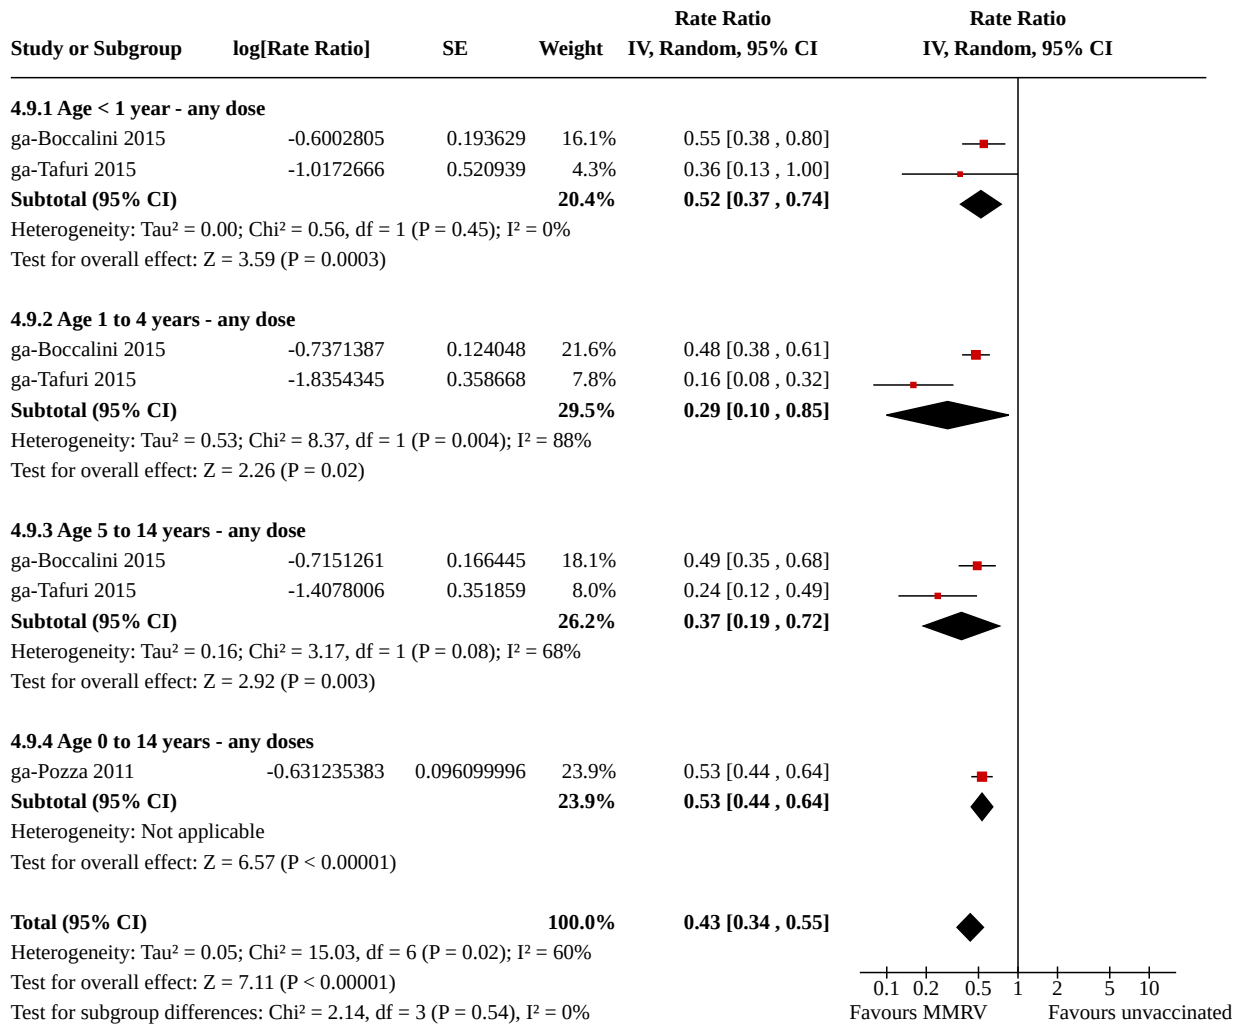 Rate Ratio Rate Ratio
Study or Subgroup log[Rate Ratio] SE Weight IV, Random, 95% CI IV, Random, 95% CI
4.9.1 Age < 1 year - any dose
ga-Boccalini 2015 -0.6002805 0.193629 16.1% 0.55 [0.38 , 0.80]
ga-Tafuri 2015 -1.0172666 0.520939 4.3% 0.36 [0.13 , 1.00]
Subtotal (95% CI) 20.4% 0.52 [0.37 , 0.74]
Heterogeneity: Tau² = 0.00; Chi² = 0.56, df = 1 (P = 0.45); I² = 0%
Test for overall effect: Z = 3.59 (P = 0.0003)
4.9.2 Age 1 to 4 years - any dose
ga-Boccalini 2015 -0.7371387 0.124048 21.6% 0.48 [0.38 , 0.61]
ga-Tafuri 2015 -1.8354345 0.358668 7.8% 0.16 [0.08 , 0.32]
Subtotal (95% CI) 29.5% 0.29 [0.10 , 0.85]
Heterogeneity: Tau² = 0.53; Chi² = 8.37, df = 1 (P = 0.004); I² = 88%
Test for overall effect: Z = 2.26 (P = 0.02)
4.9.3 Age 5 to 14 years - any dose
ga-Boccalini 2015 -0.7151261 0.166445 18.1% 0.49 [0.35 , 0.68]
ga-Tafuri 2015 -1.4078006 0.351859 8.0% 0.24 [0.12 , 0.49]
Subtotal (95% CI) 26.2% 0.37 [0.19 , 0.72]
Heterogeneity: Tau² = 0.16; Chi² = 3.17, df = 1 (P = 0.08); I² = 68%
Test for overall effect: Z = 2.92 (P = 0.003)
4.9.4 Age 0 to 14 years - any doses
ga-Pozza 2011 -0.631235383 0.096099996 23.9% 0.53 [0.44 , 0.64]
Subtotal (95% CI) 23.9% 0.53 [0.44 , 0.64]
Heterogeneity: Not applicable
Test for overall effect: Z = 6.57 (P < 0.00001)
Total (95% CI) 100.0% 0.43 [0.34 , 0.55]
Heterogeneity: Tau² = 0.05; Chi² = 15.03, df = 6 (P = 0.02); I² = 60%
Test for overall effect: Z = 7.11 (P < 0.00001)
Test for subgroup differences: Chi² = 2.14, df = 3 (P = 0.54), I² = 0%
0.1 0.2 0.5 1 2 5 10
Favours MMRV Favours unvaccinated